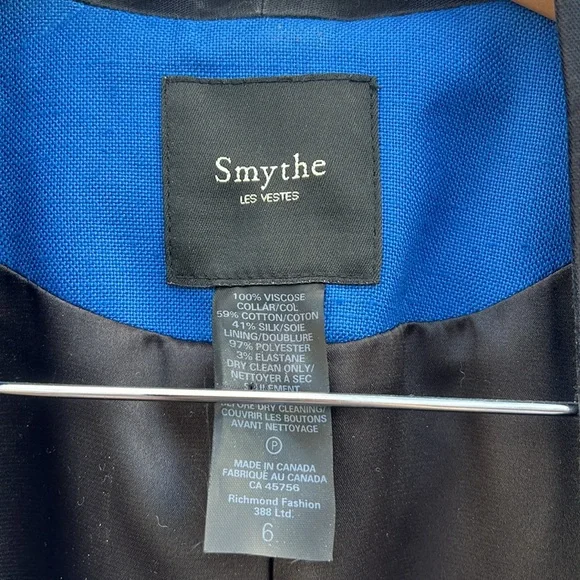 Smythe
LES VESTES
100% VISCOSE
COLLAR/COL
59% COTTON/COTON
41% SILK/SOIE
LINING/DOUBLURE
97% POLYESTER
3% ELASTANE
DRY CLEAN ONLY/
NETTOYER À SEC
BEFORE DRY CLEANING/
COUVRIR LES BOUTONS
AVANT NETTOYAGE
P
MADE IN CANADA
FABRIQUÉ AU CANADA
CA 45756
Richmond Fashion
388 Ltd.
6